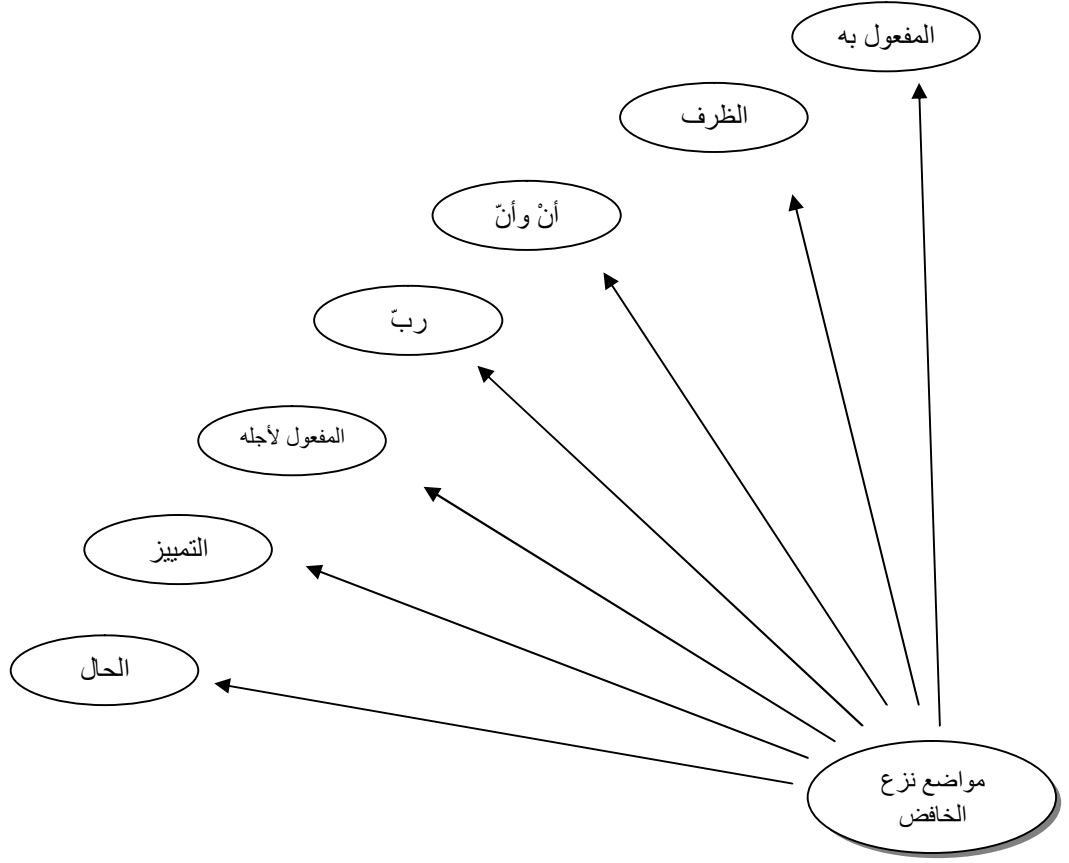 المفعول به
الظرف
أنْ وأنّ
ربّ
المفعول لأجله
التمييز
الحال
مواضع نزع
الخافض